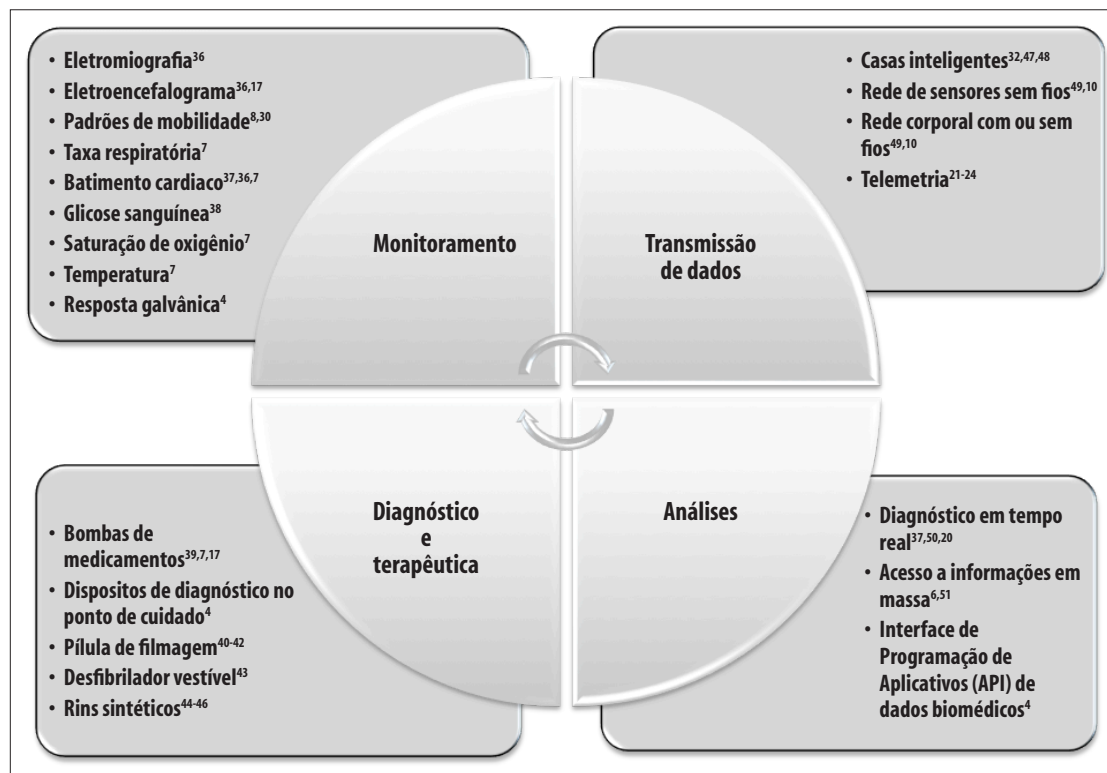 • Eletromiografia³⁶
• Eletroencefalograma³⁶,¹⁷
• Padrões de mobilidade⁸,³⁰
• Taxa respiratória⁷
• Batimento cardiaco³⁷,³⁶,⁷
• Glicose sanguínea³⁸
• Saturação de oxigênio⁷
• Temperatura⁷
• Resposta galvânica⁴
• Casas inteligentes³²,⁴⁷,⁴⁸
• Rede de sensores sem fios⁴⁹,¹⁰
• Rede corporal com ou sem
fios⁴⁹,¹⁰
• Telemetria²¹⁻²⁴
Monitoramento
Transmissão
de dados
Diagnóstico
e
terapêutica
Análises
• Bombas de
medicamentos³⁹,⁷,¹⁷
• Dispositos de diagnóstico no
ponto de cuidado⁴
• Pílula de filmagem⁴⁰⁻⁴²
• Desfibrilador vestível⁴³
• Rins sintéticos⁴⁴⁻⁴⁶
• Diagnóstico em tempo
real³⁷,⁵⁰,²⁰
• Acesso a informações em
massa⁶,⁵¹
• Interface de
Programação de
Aplicativos (API) de
dados biomédicos⁴